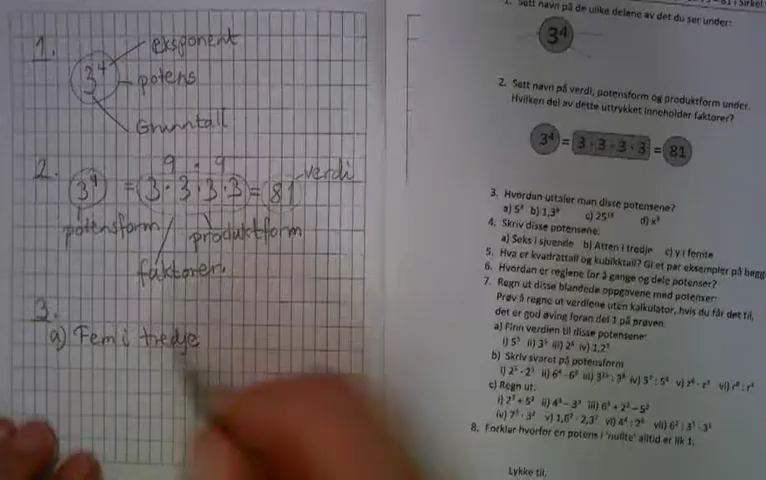 1.
eksponent
3⁴
potens
Grunntall
2.
9 · 9
3⁴ = 3·3·3·3 = 81
verdi
potensform
produktform
faktorer.
3.
a) Fem i tredje
1. Sett navn på de ulike delene av det du ser under:
3⁴
2. Sett navn på verdi, potensform og produktform under.
Hvilken del av dette uttrykket inneholder faktorer?
3⁴ = 3 · 3 · 3 · 3 = 81
3. Hvordan uttaler man disse potensene?
4. Skriv disse potensene:
a) Seks i sjuende b) Atten i tredje c) y i femte
5. Hva er kvadrattall og kubikktall? Gi et par eksempler på
6. Hvordan er reglene for å gange og dele potenser?
7. Regn ut disse blandede oppgavene med potenser:
Prøv å regne ut verdiene uten kalkulator, hvis du får det til,
det er god øving foran del 1 på prøven.
a) Finn verdien til disse potensene:
b) Skriv svaret på potensform
c) Regn ut:
8. Forklar hvorfor en potens i 'nullte' alltid er lik 1.
Lykke til.